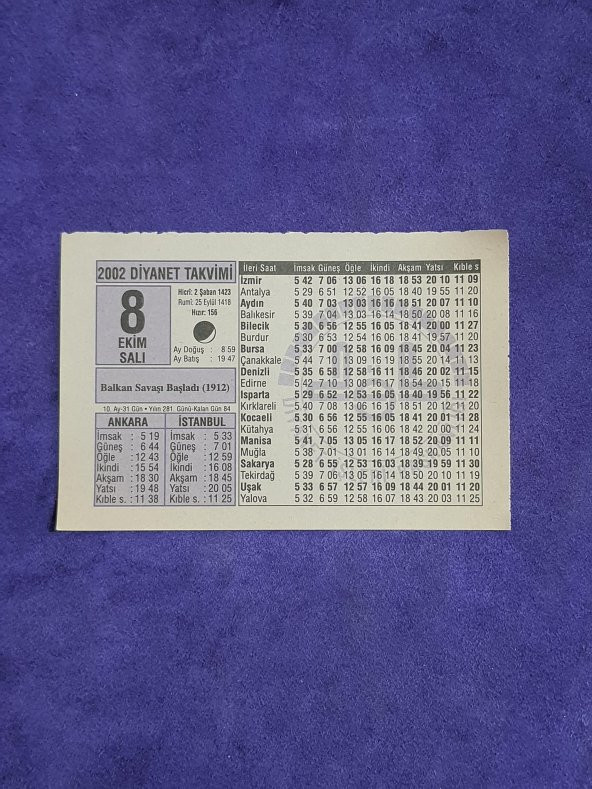 2002 DİYANET TAKVİMİ
8
EKİM
SALI
Hicrî: 2 Şaban 1423
Rumî: 25 Eylül 1418
Hızır: 156
Ay Doğuş : 8 59
Ay Batış : 19 47
Balkan Savaşı Başladı (1912)
10. Ay-31 Gün • Yılın 281. Günü-Kalan Gün 84
ANKARA
İmsak : 5 19
Güneş : 6 44
Öğle : 12 43
İkindi : 15 54
Akşam : 18 30
Yatsı : 19 48
Kıble s. : 11 38
İSTANBUL
İmsak : 5 33
Güneş : 7 01
Öğle : 12 59
İkindi : 16 08
Akşam : 18 45
Yatsı : 20 05
Kıble s. : 11 25
İleri Saat İmsak Güneş Öğle İkindi Akşam Yatsı Kıble s
İzmir 5 42 7 06 13 06 16 18 18 53 20 10 11 09
Antalya 5 29 6 51 12 52 16 05 18 40 19 55 11 20
Aydın 5 40 7 03 13 03 16 16 18 51 20 07 11 10
Balıkesir 5 39 7 04 13 03 16 14 18 50 20 08 11 16
Bilecik 5 30 6 56 12 55 16 05 18 41 20 00 11 27
Burdur 5 30 6 53 12 54 16 06 18 41 19 57 11 20
Bursa 5 33 7 00 12 58 16 09 18 45 20 04 11 23
Çanakkale 5 44 7 10 13 09 16 19 18 55 20 14 11 13
Denizli 5 35 6 58 12 58 16 11 18 46 20 02 11 15
Edirne 5 42 7 10 13 07 16 17 18 54 20 15 11 18
Isparta 5 29 6 52 12 53 16 05 18 40 19 56 11 22
Kırklareli 5 40 7 08 13 06 16 15 18 51 20 12 11 20
Kocaeli 5 30 6 56 12 55 16 05 18 41 20 01 11 28
Kütahya 5 31 6 56 12 55 16 06 18 42 20 00 11 24
Manisa 5 41 7 05 13 05 16 17 18 52 20 09 11 11
Muğla 5 38 7 01 13 01 16 14 18 49 20 04 11 11
Sakarya 5 28 6 55 12 53 16 03 18 39 19 59 11 30
Tekirdağ 5 39 7 06 13 05 16 14 18 50 20 10 11 19
Uşak 5 33 6 57 12 57 16 09 18 44 20 01 11 20
Yalova 5 32 6 59 12 58 16 07 18 43 20 03 11 25